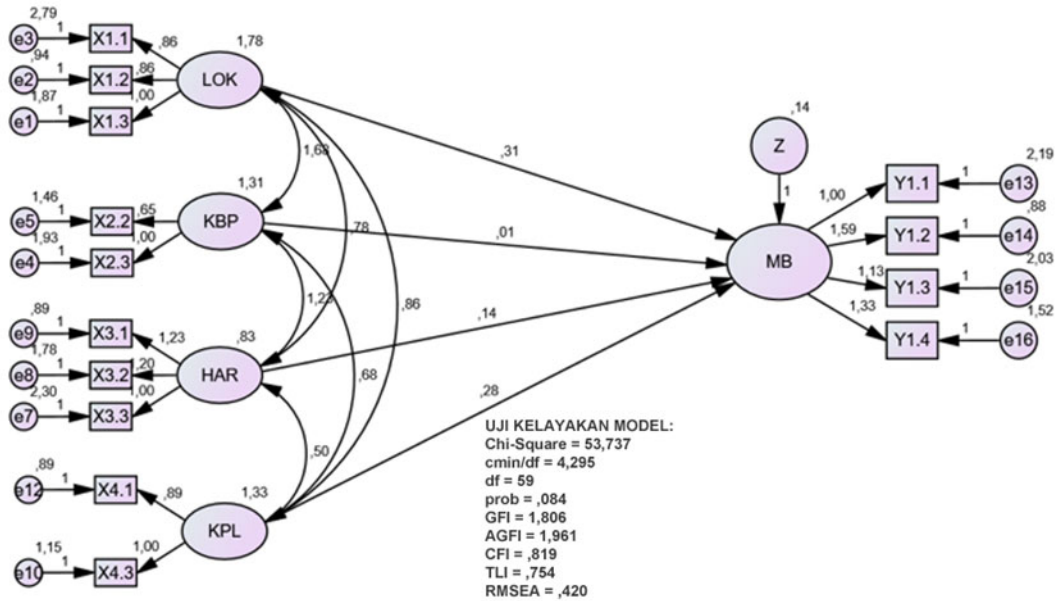 2,79
e3 1 X1.1 ,86 1,78
,94
e2 1 X1.2 ,86 LOK
1,87 1,00
e1 1 X1.3
1,68
,31
,14
Z
1
1,46 1,31
e5 1 X2.2 ,65 KBP
1,93 1,00
e4 1 X2.3
,78
,01
MB
1,00 Y1.1 1 e13 2,19
1,59 Y1.2 1 e14 ,88
1,13 Y1.3 1 e15 2,03
1,33 Y1.4 1 e16 1,52
,86
,14
,89
e9 1 X3.1 1,23 ,83
1,78
e8 1 X3.2 1,20 HAR
2,30 1,00
e7 1 X3.3
,68
,28
,50
,89
e12 1 X4.1 ,89 1,33
KPL
1,15 1,00
e10 1 X4.3
UJI KELAYAKAN MODEL:
Chi-Square = 53,737
cmin/df = 4,295
df = 59
prob = ,084
GFI = 1,806
AGFI = 1,961
CFI = ,819
TLI = ,754
RMSEA = ,420